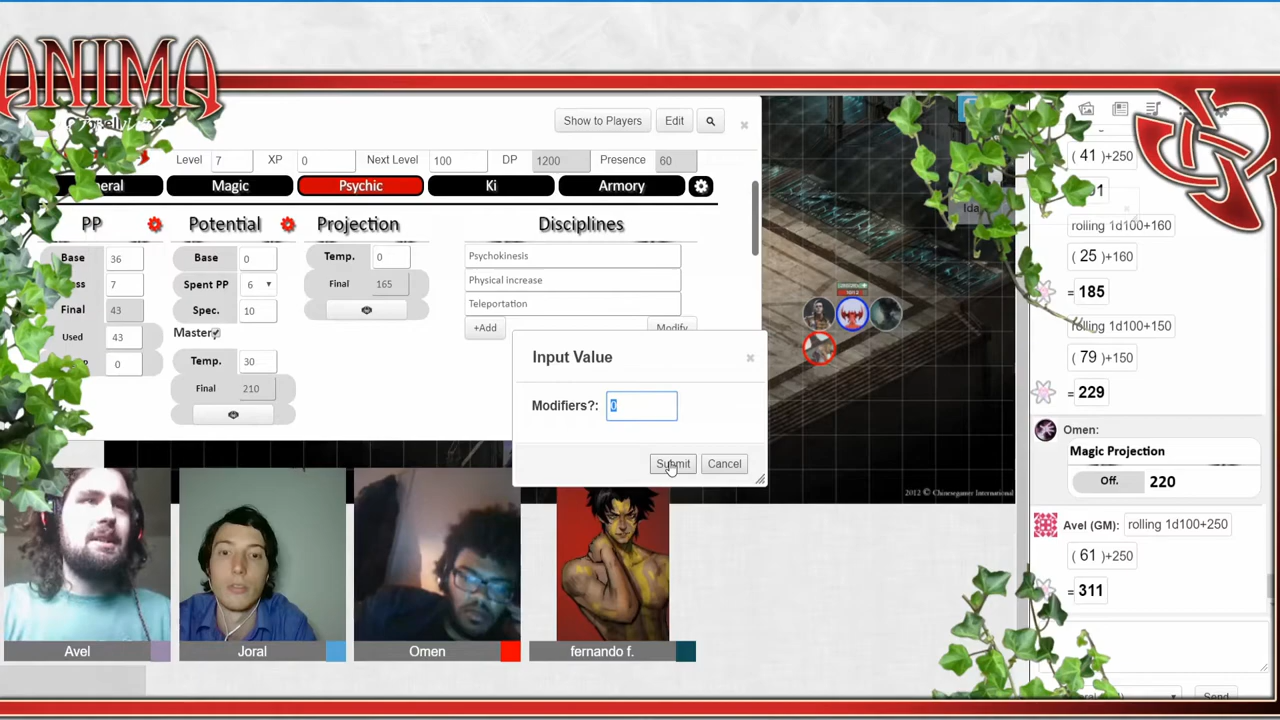 ANIMA
Show to Players
Edit
Level 7 XP 0 Next Level 100 DP 1200 Presence 60
Magic
Psychic
Ki
Armory
PP
Base 36
7
Final 43
Used 43
0
Potential
Base 0
Spent PP 6
Spec. 10
Master
Temp. 30
Final 210
Projection
Temp. 0
Final 165
Disciplines
Psychokinesis
Physical increase
Teleportation
+Add
Modify
Input Value
Modifiers?: 0
Submit
Cancel
2012 © Chinesegamer International
Avel
Joral
Omen
fernando f.
( 41 )+250
rolling 1d100+160
( 25 )+160
= 185
rolling 1d100+150
( 79 )+150
= 229
Omen:
Magic Projection
Off. 220
Avel (GM): rolling 1d100+250
( 61 )+250
= 311
Send